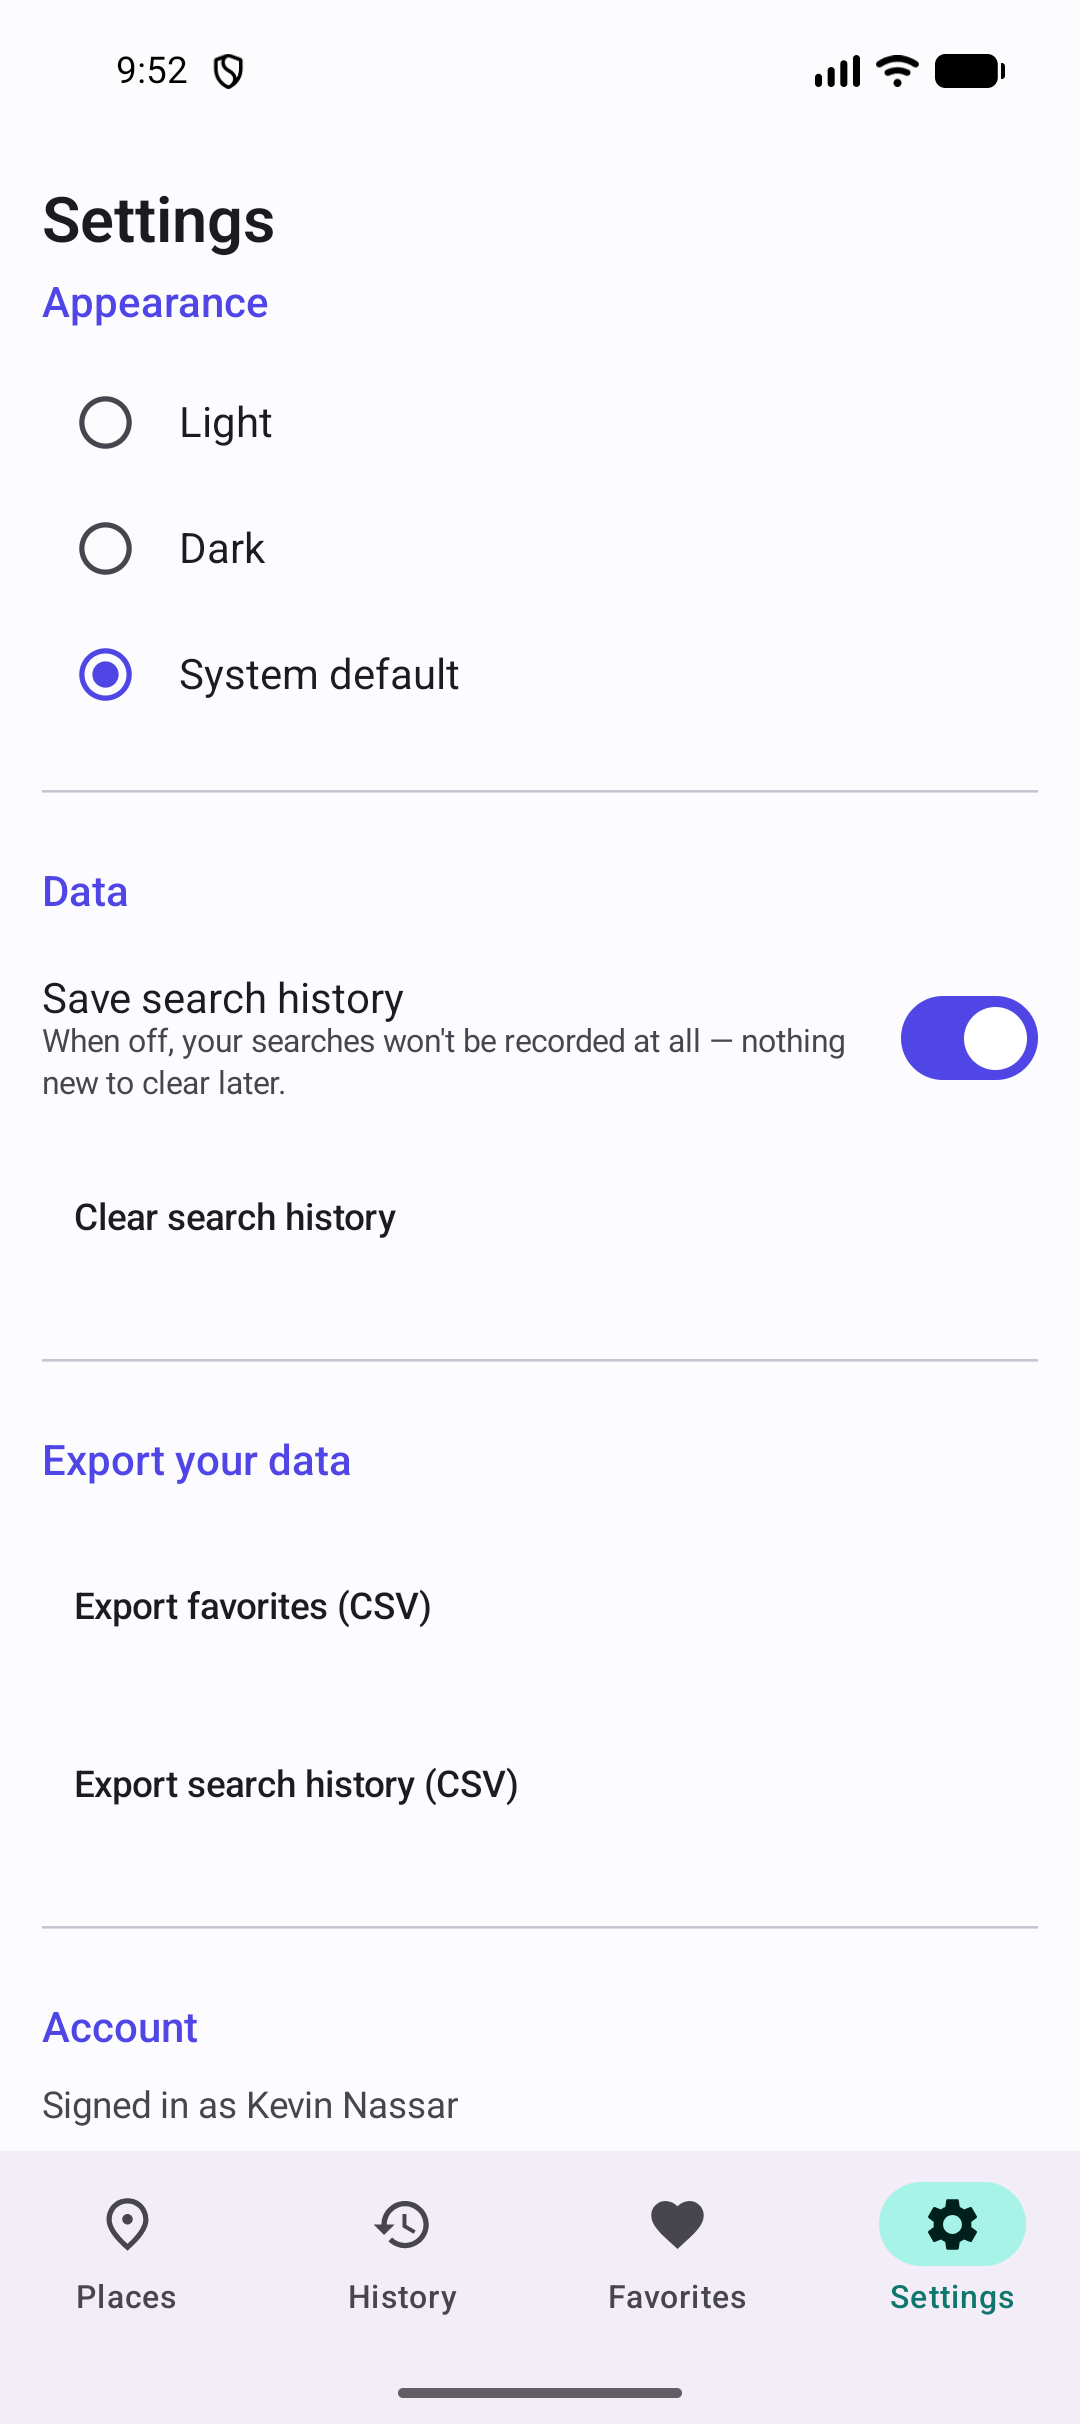 9:52
Settings
Appearance
Light
Dark
System default
Data
Save search history
When off, your searches won't be recorded at all — nothing
new to clear later.
Clear search history
Export your data
Export favorites (CSV)
Export search history (CSV)
Account
Signed in as Kevin Nassar
Places
History
Favorites
Settings